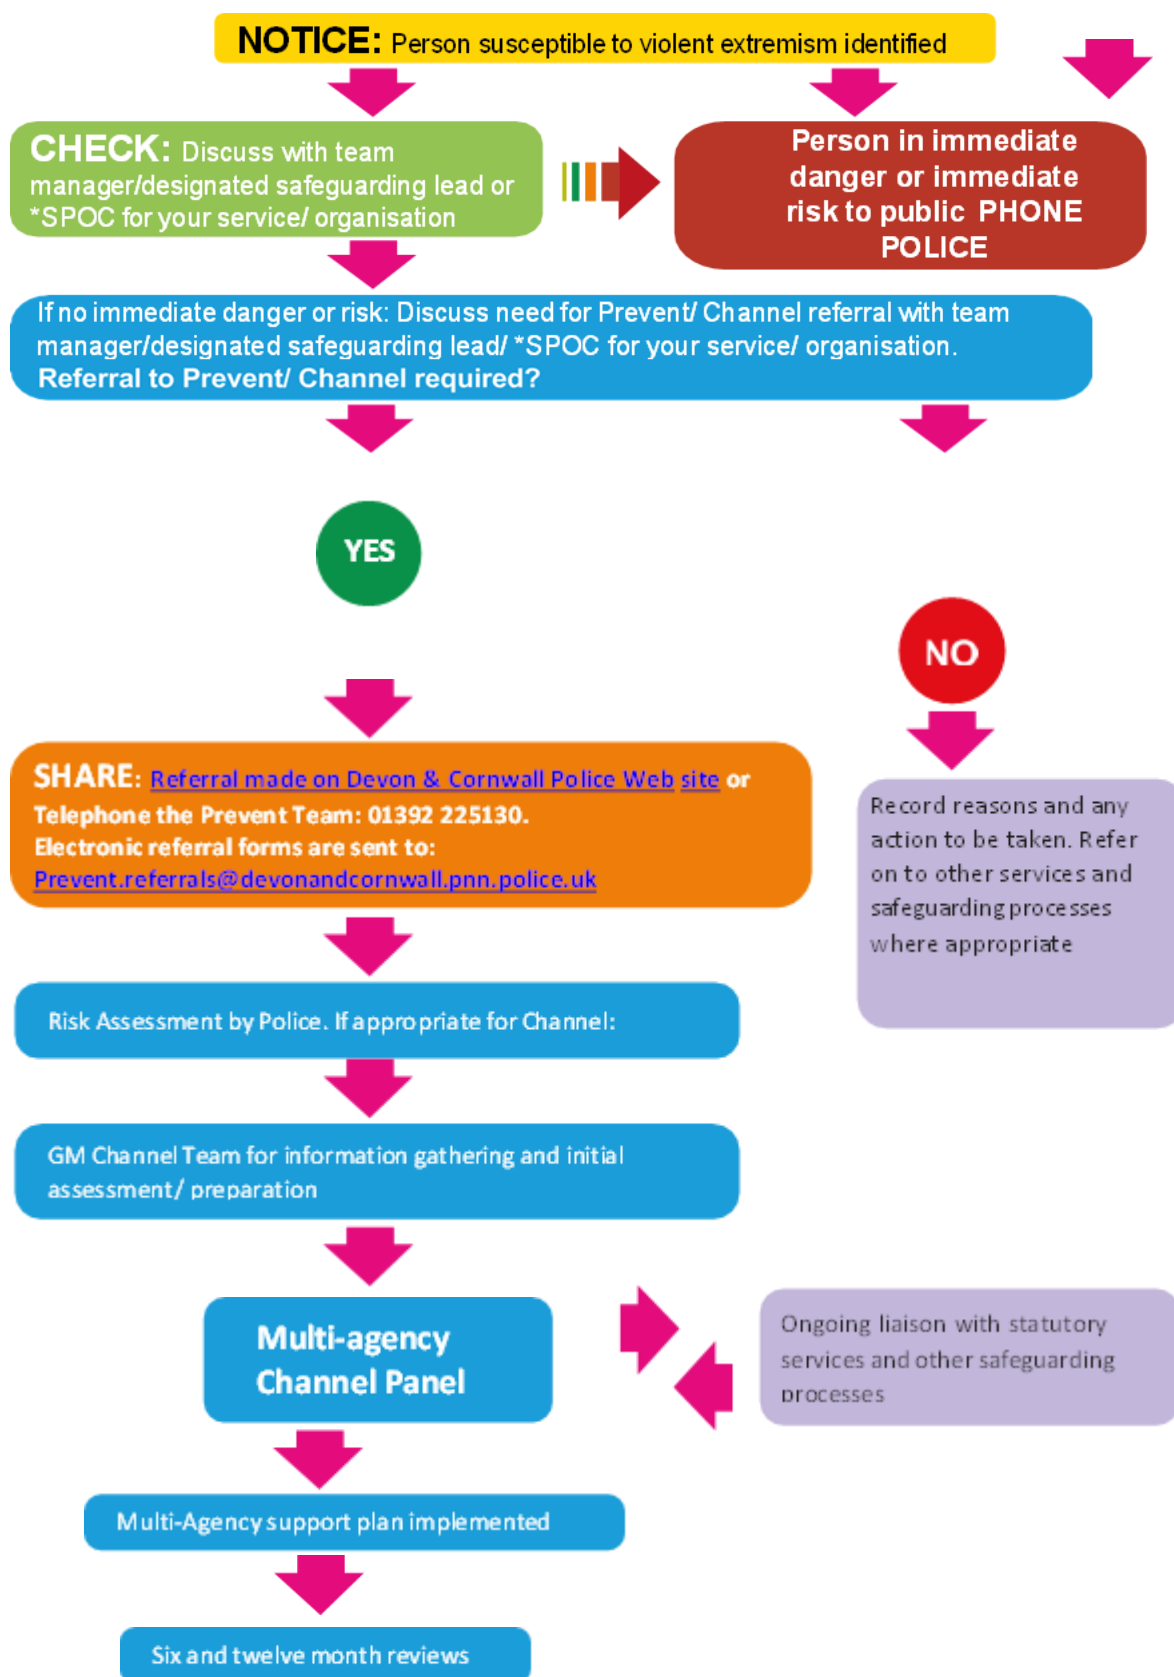 NOTICE: Person susceptible to violent extremism identified
CHECK: Discuss with team
manager/designated safeguarding lead or
*SPOC for your service/ organisation
Person in immediate
danger or immediate
risk to public PHONE
POLICE
If no immediate danger or risk: Discuss need for Prevent/ Channel referral with team
manager/designated safeguarding lead/ *SPOC for your service/ organisation.
Referral to Prevent/ Channel required?
YES
NO
SHARE: Referral made on Devon & Cornwall Police Web site or
Telephone the Prevent Team: 01392 225130.
Electronic referral forms are sent to:
Prevent.referrals@devonandcornwall.pnn.police.uk
Record reasons and any
action to be taken. Refer
on to other services and
safeguarding processes
where appropriate
Risk Assessment by Police. If appropriate for Channel:
GM Channel Team for information gathering and initial
assessment/ preparation
Multi-agency
Channel Panel
Ongoing liaison with statutory
services and other safeguarding
processes
Multi-Agency support plan implemented
Six and twelve month reviews